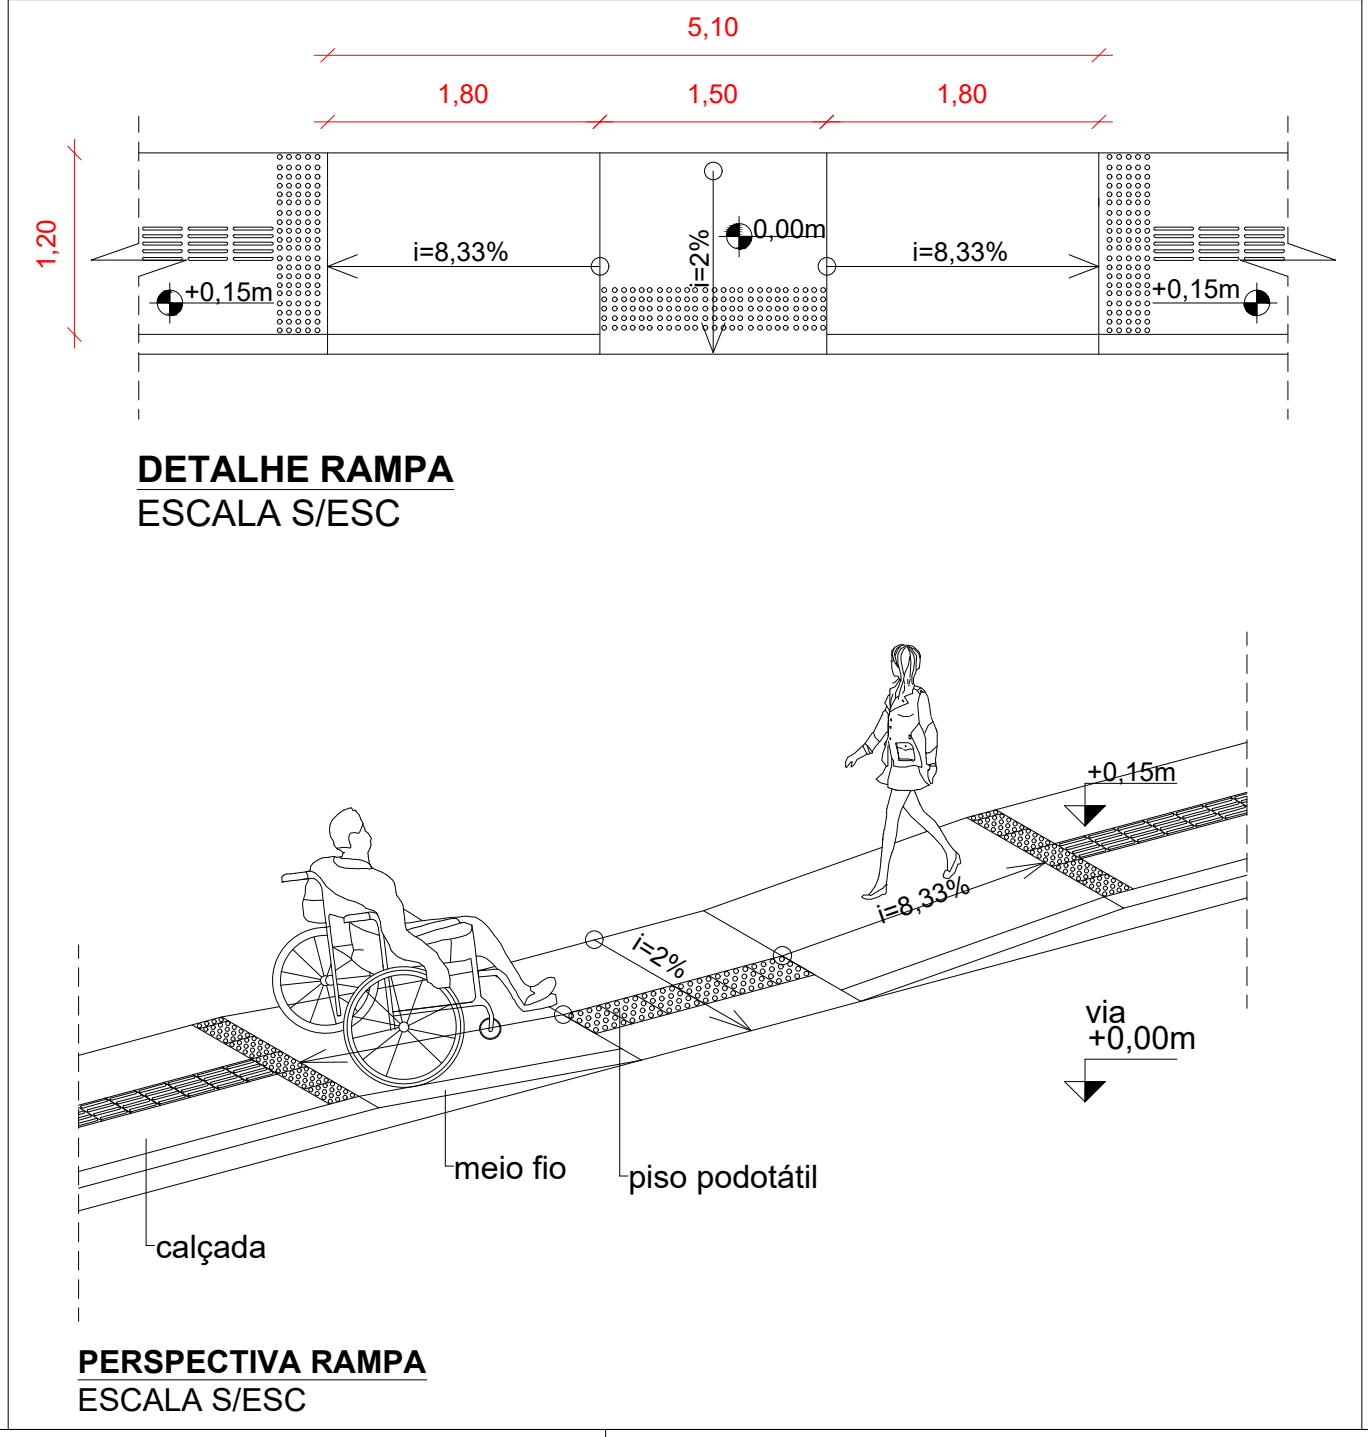 5,10
1,80
1,50
1,80
1,20
i=8,33%
i=2%
0,00m
i=8,33%
+0,15m
+0,15m
DETALHE RAMPA
ESCALA S/ESC
+0,15m
i=8,33%
i=2%
via
+0,00m
meio fio
piso podotátil
calçada
PERSPECTIVA RAMPA
ESCALA S/ESC